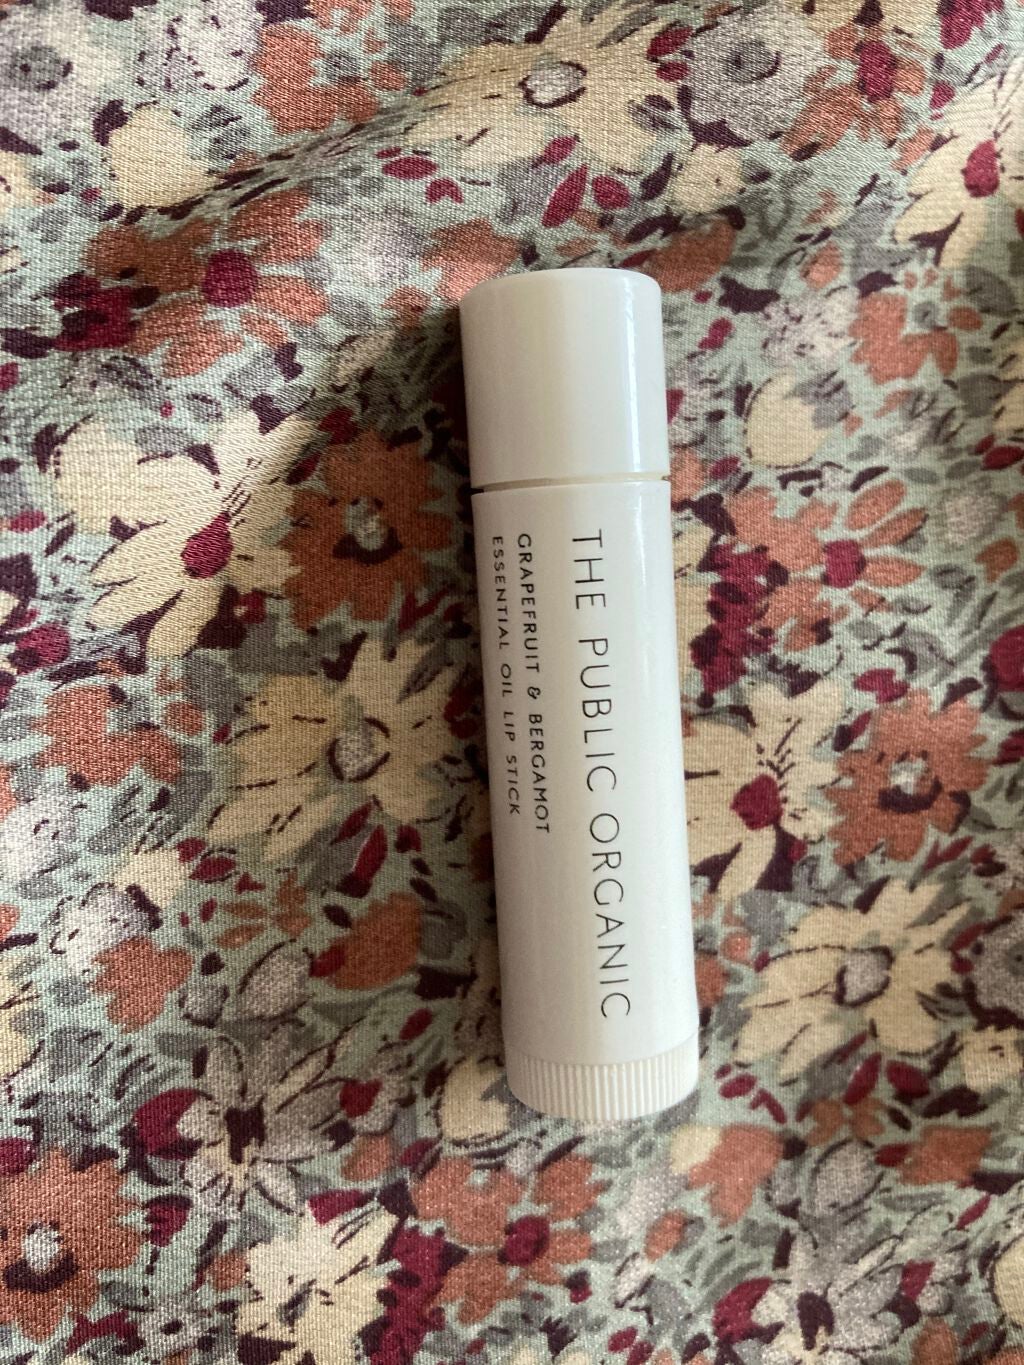 THE PUBLIC ORGANIC
GRAPEFRUIT & BERGAMOT
ESSENTIAL OIL LIP STICK